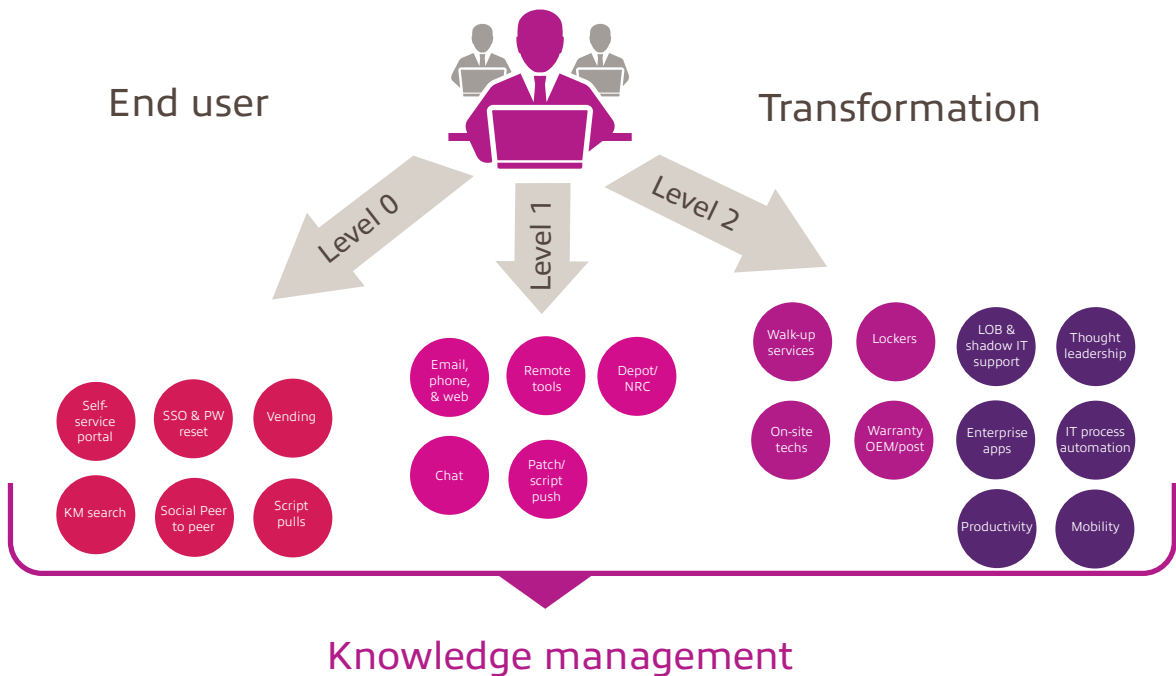 End user
Transformation
Level 0
Level 1
Level 2
Self-
service
portal
SSO & PW
reset
Vending
KM search
Social Peer
to peer
Script
pulls
Email,
phone,
& web
Remote
tools
Depot/
NRC
Chat
Patch/
script
push
Walk-up
services
Lockers
LOB &
shadow IT
support
Thought
leadership
On-site
techs
Warranty
OEM/post
Enterprise
apps
IT process
automation
Productivity
Mobility
Knowledge management